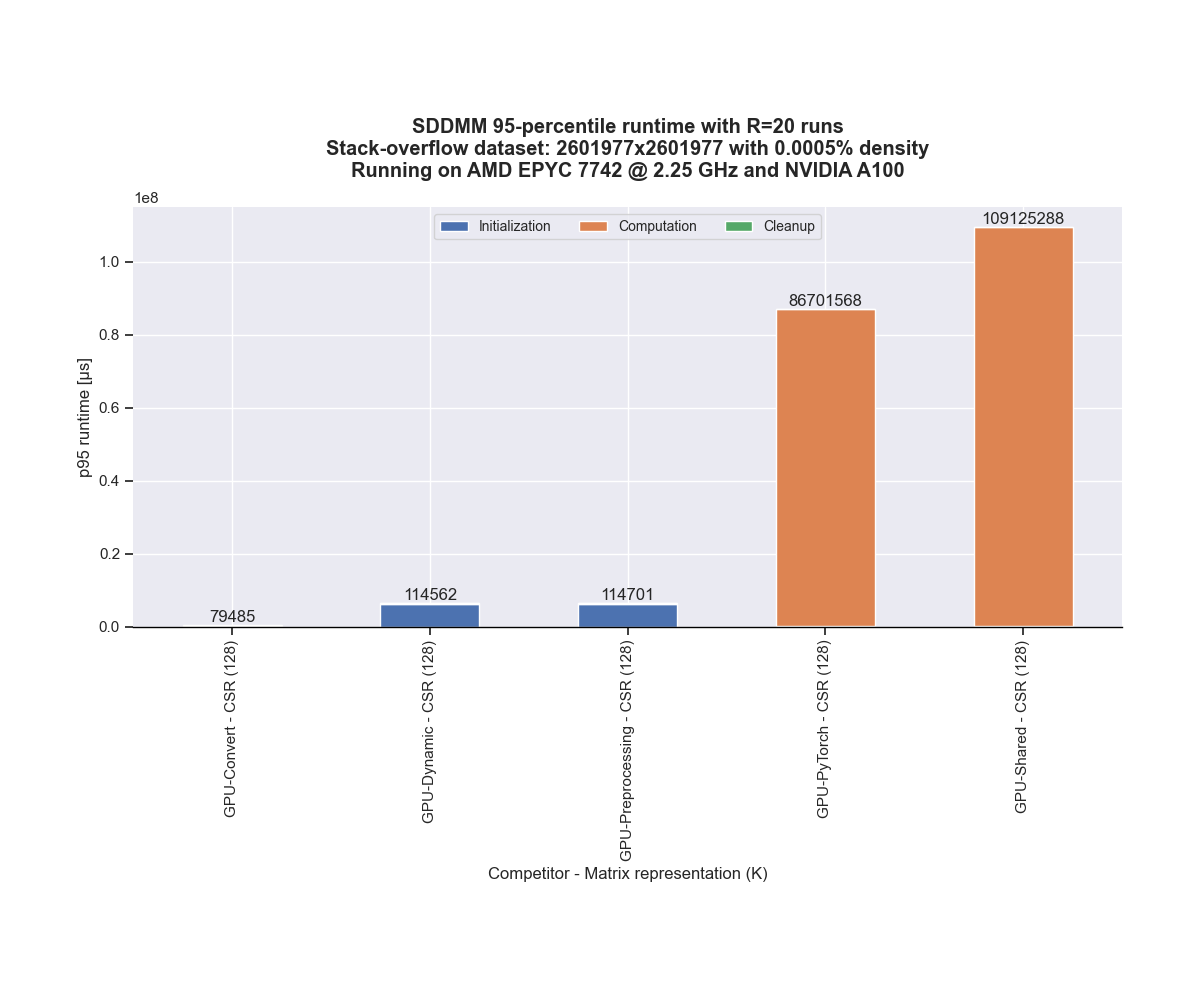 SDDMM 95-percentile runtime with R=20 runs
Stack-overflow dataset: 2601977x2601977 with 0.0005% density
Running on AMD EPYC 7742 @ 2.25 GHz and NVIDIA A100
1e8
Initialization Computation Cleanup
109125288
86701568
114562
114701
79485
1.0
0.8
0.6
0.4
0.2
0.0
p95 runtime [μs]
GPU-Convert - CSR (128)
GPU-Dynamic - CSR (128)
GPU-Preprocessing - CSR (128)
GPU-PyTorch - CSR (128)
GPU-Shared - CSR (128)
Competitor - Matrix representation (K)